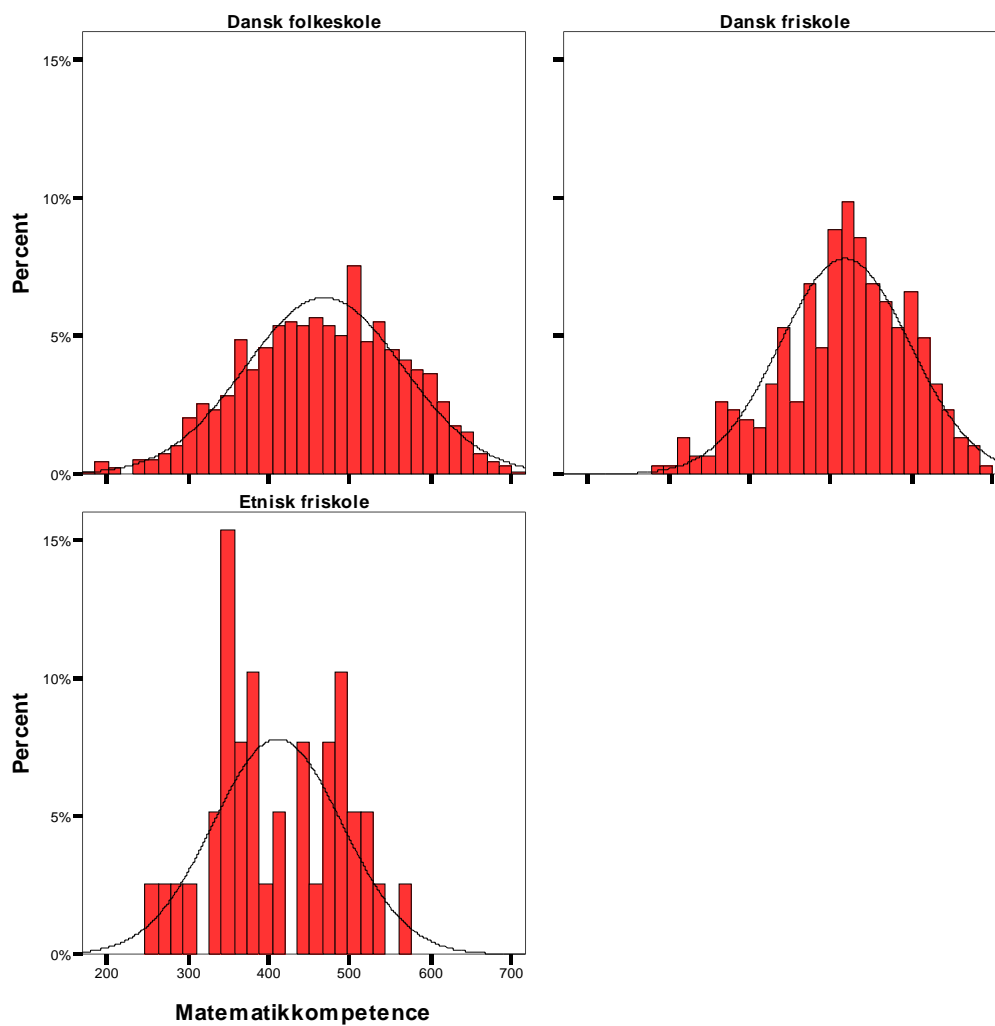 Dansk folkeskole
Dansk friskole
15%
10%
5%
0%
Percent
Etnisk friskole
15%
10%
5%
0%
Percent
200 300 400 500 600 700
Matematikkompetence